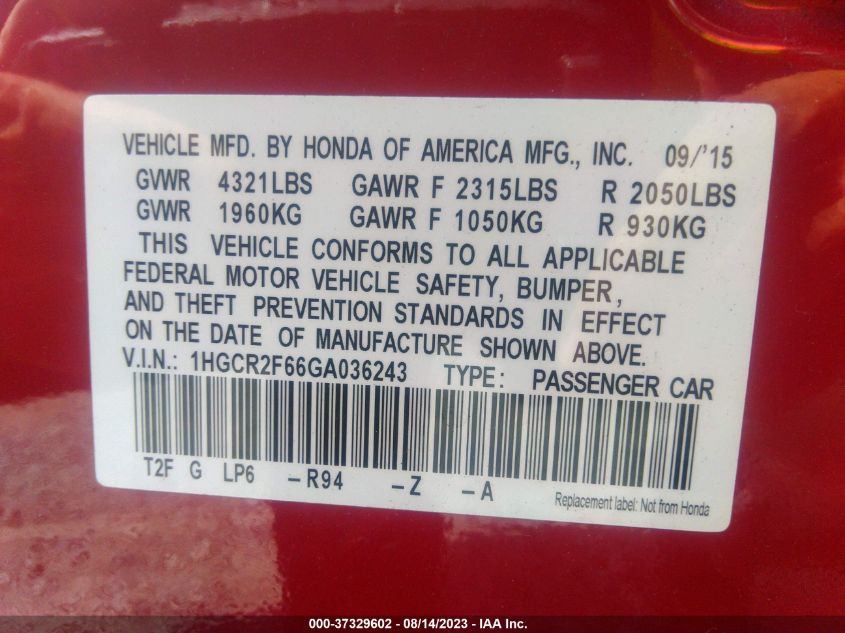 VEHICLE MFD. BY HONDA OF AMERICA MFG., INC. 09/'15
GVWR 4321LBS GAWR F 2315LBS R 2050LBS
GVWR 1960KG GAWR F 1050KG R 930KG
THIS VEHICLE CONFORMS TO ALL APPLICABLE
FEDERAL MOTOR VEHICLE SAFETY, BUMPER,
AND THEFT PREVENTION STANDARDS IN EFFECT
ON THE DATE OF MANUFACTURE SHOWN ABOVE.
V.I.N.: 1HGCR2F66GA036243 TYPE: PASSENGER CAR
T2F G LP6 -R94 -Z -A
Replacement label: Not from Honda
000-37329602 - 08/14/2023 - IAA Inc.